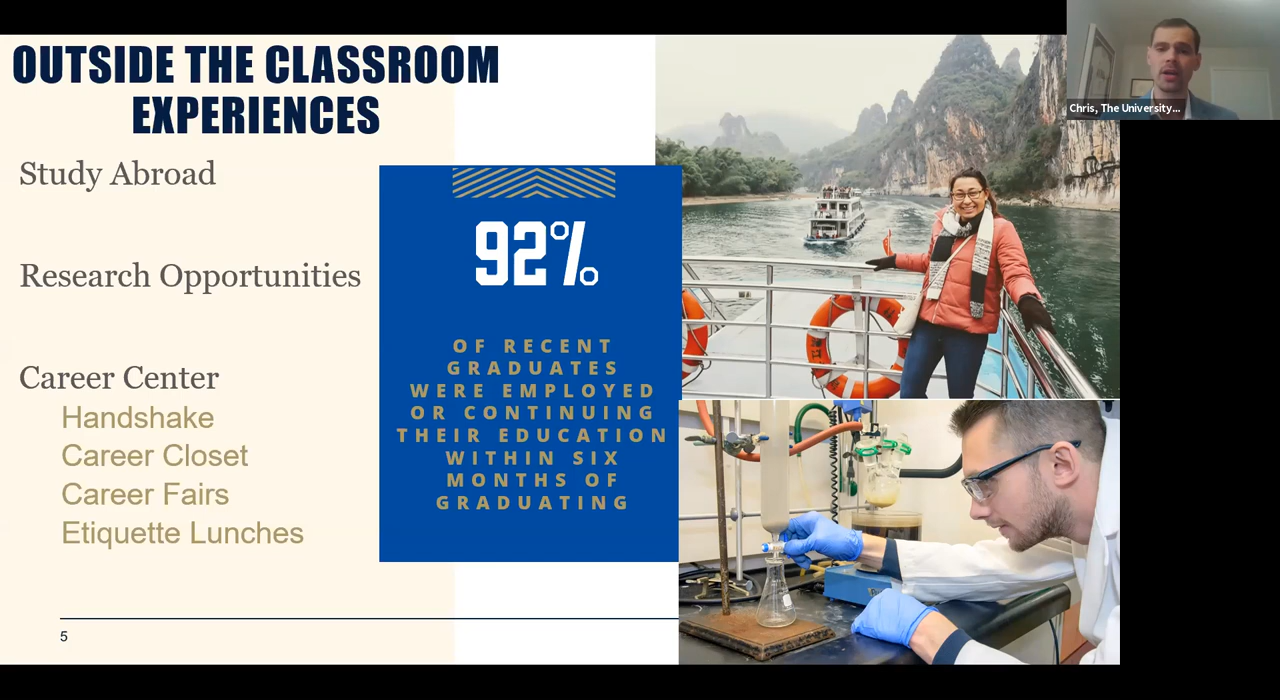 OUTSIDE THE CLASSROOM
EXPERIENCES
Study Abroad
Research Opportunities
Career Center
Handshake
Career Closet
Career Fairs
Etiquette Lunches
92%
OF RECENT
GRADUATES
WERE EMPLOYED
OR CONTINUING
THEIR EDUCATION
WITHIN SIX
MONTHS OF
GRADUATING
5
Chris, The University...